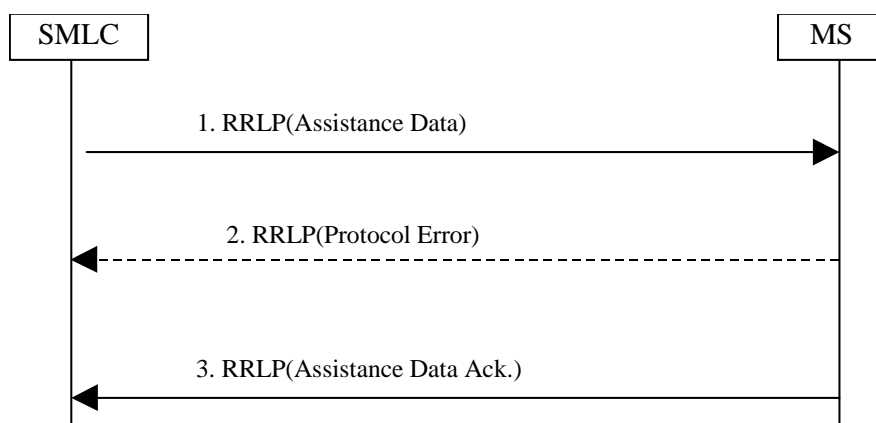 SMLC
MS
1. RRLP(Assistance Data)
2. RRLP(Protocol Error)
3. RRLP(Assistance Data Ack.)